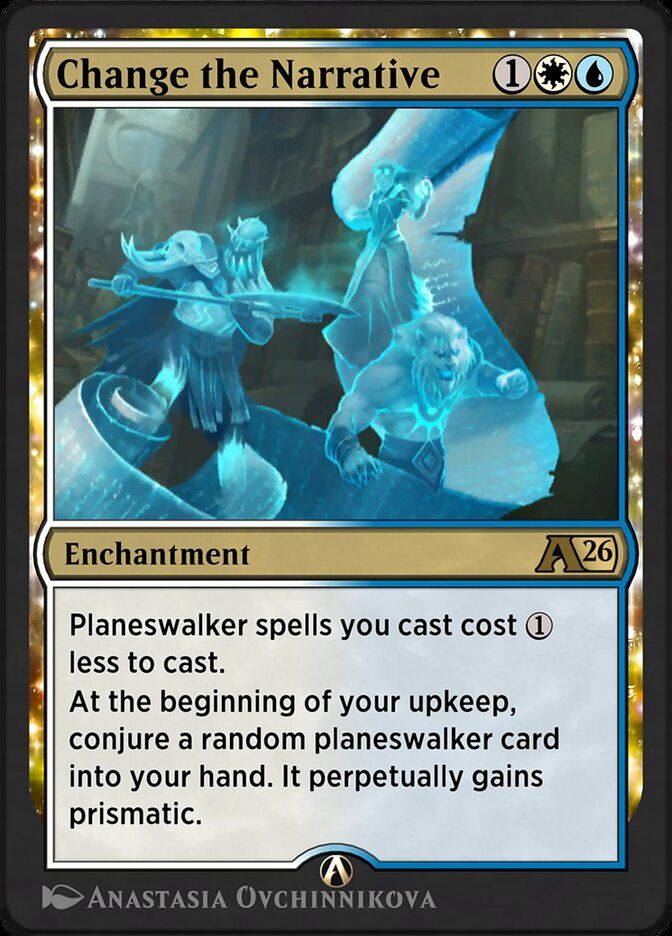 Change the Narrative 1
Enchantment A26
Planeswalker spells you cast cost 1
less to cast.
At the beginning of your upkeep,
conjure a random planeswalker card
into your hand. It perpetually gains
prismatic.
Anastasia Ovchinnikova